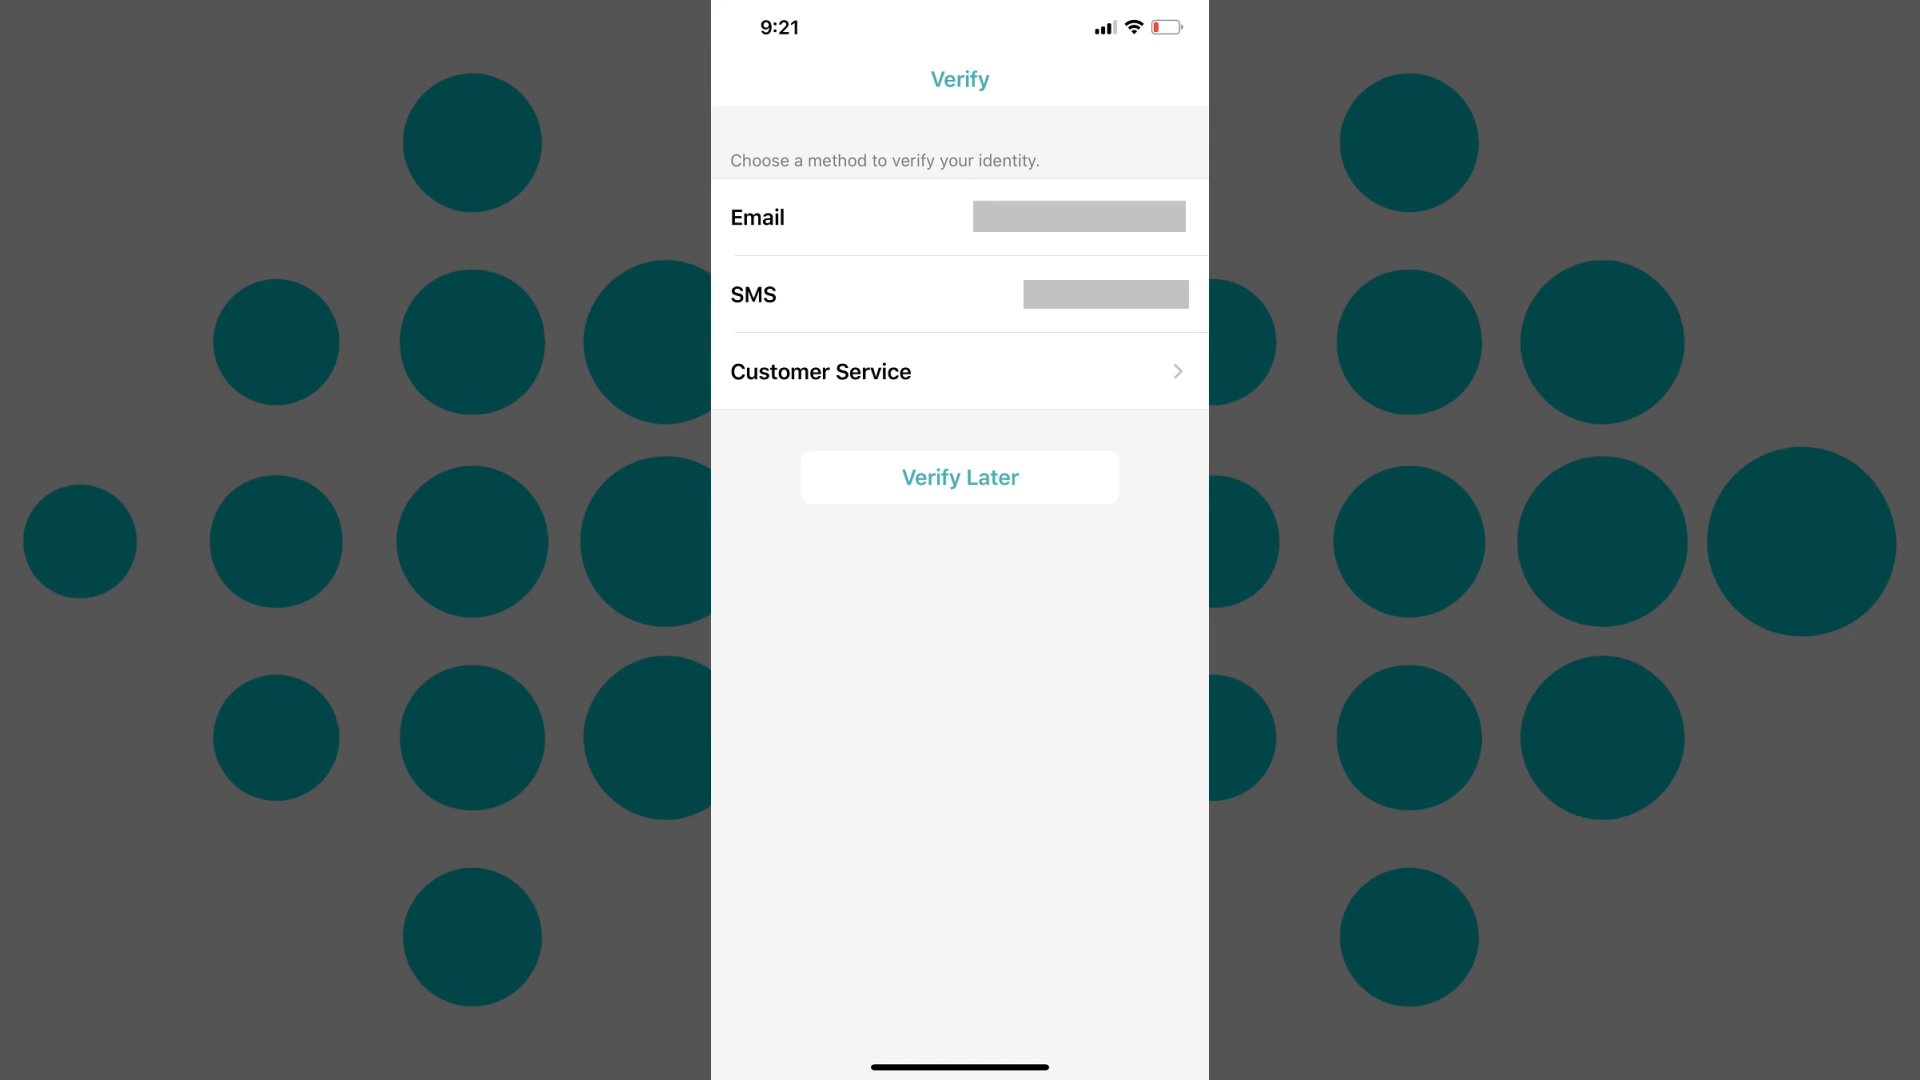 9:21
Verify
Choose a method to verify your identity.
Email
SMS
Customer Service
Verify Later